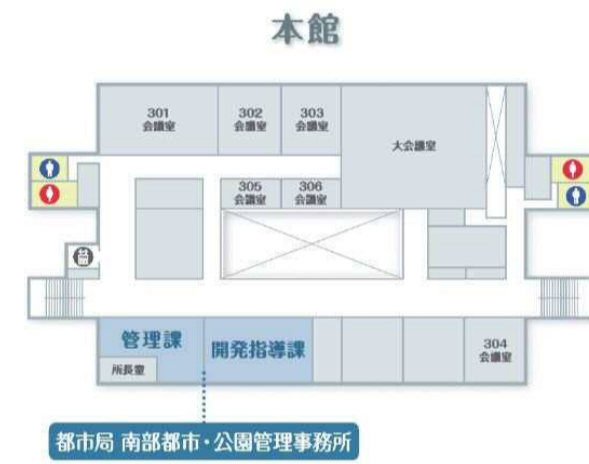 本館
301
会議室
302
会議室
303
会議室
大会議室
305
会議室
306
会議室
管理課
開発指導課
所長室
304
会議室
都市局 南部都市・公園管理事務所